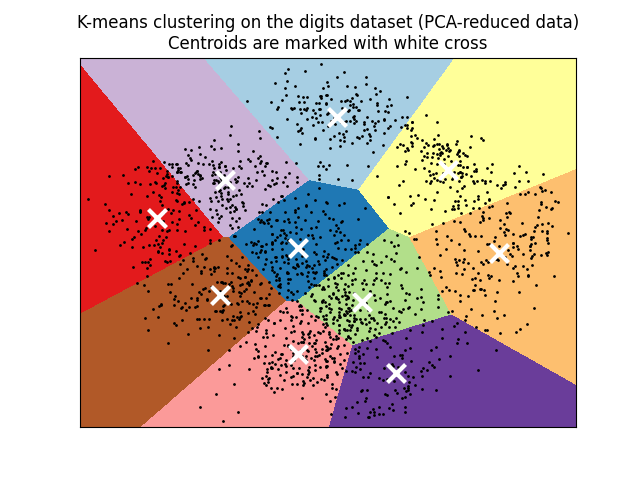 K-means clustering on the digits dataset (PCA-reduced data)
Centroids are marked with white cross